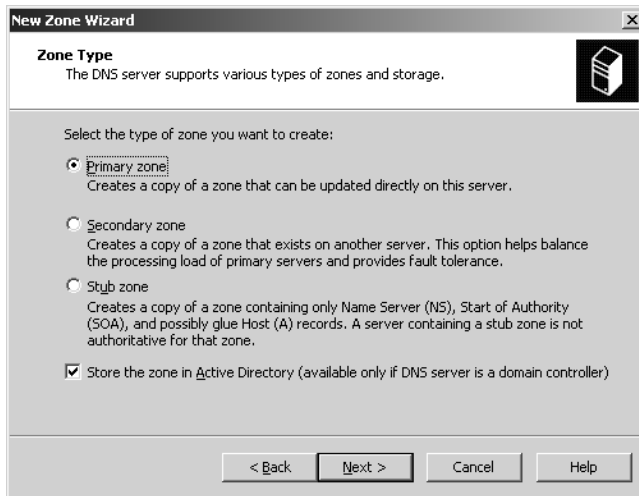 New Zone Wizard
Zone Type
The DNS server supports various types of zones and storage.
Select the type of zone you want to create:
Primary zone
Creates a copy of a zone that can be updated directly on this server.
Secondary zone
Creates a copy of a zone that exists on another server. This option helps balance
the processing load of primary servers and provides fault tolerance.
Stub zone
Creates a copy of a zone containing only Name Server (NS), Start of Authority
(SOA), and possibly glue Host (A) records. A server containing a stub zone is not
authoritative for that zone.
Store the zone in Active Directory (available only if DNS server is a domain controller)
< Back Next > Cancel Help